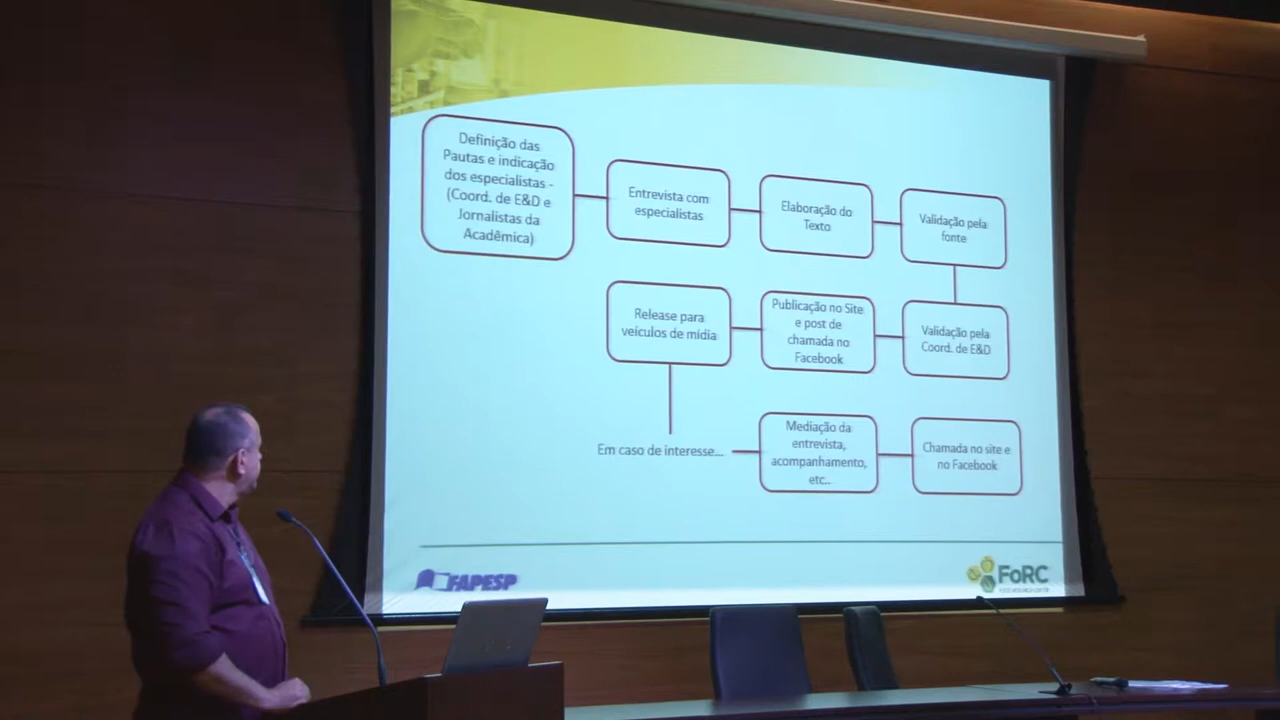 Definição das
Pautas e indicação
dos especialistas -
(Coord. de E&D e
Jornalistas da
Acadêmica)
Entrevista com
especialistas
Elaboração do
Texto
Validação pela
fonte
Release para
veículos de mídia
Publicação no Site
e post de
chamada no
Facebook
Validação pela
Coord. de E&D
Em caso de interesse...
Mediação da
entrevista,
acompanhamento,
etc..
Chamada no site e
no Facebook
FAPESP
FoRC